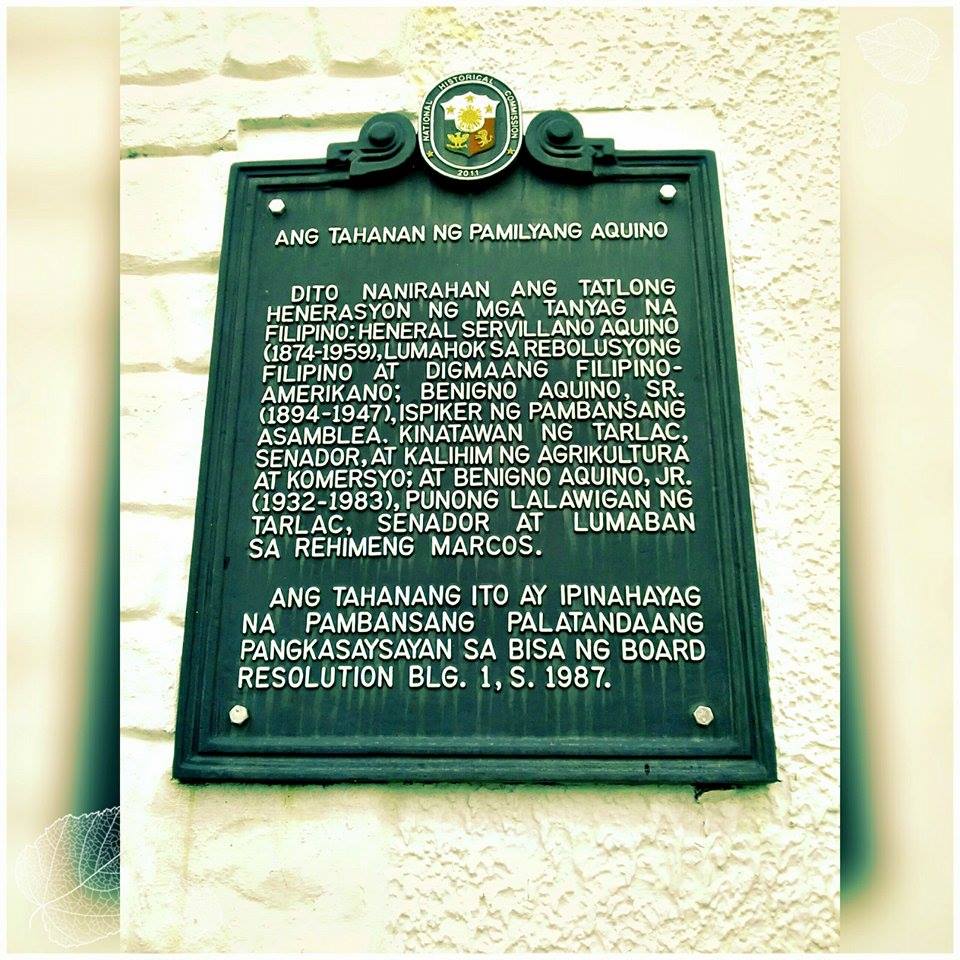 NATIONAL HISTORICAL COMMISSION
2011
ANG TAHANAN NG PAMILYANG AQUINO
DITO NANIRAHAN ANG TATLONG
HENERASYON NG MGA TANYAG NA
FILIPINO: HENERAL SERVILLANO AQUINO
(1874-1959), LUMAHOK SA REBOLUSYONG
FILIPINO AT DIGMAANG FILIPINO-
AMERIKANO; BENIGNO AQUINO, SR.
(1894-1947), ISPIKER NG PAMBANSANG
ASAMBLEA. KINATAWAN NG TARLAC,
SENADOR, AT KALIHIM NG AGRIKULTURA
AT KOMERSYO; AT BENIGNO AQUINO, JR.
(1932-1983), PUNONG LALAWIGAN NG
TARLAC, SENADOR AT LUMABAN
SA REHIMENG MARCOS.
ANG TAHANANG ITO AY IPINAHAYAG
NA PAMBANSANG PALATANDAANG
PANGKASAYSAYAN SA BISA NG BOARD
RESOLUTION BLG. 1, S. 1987.